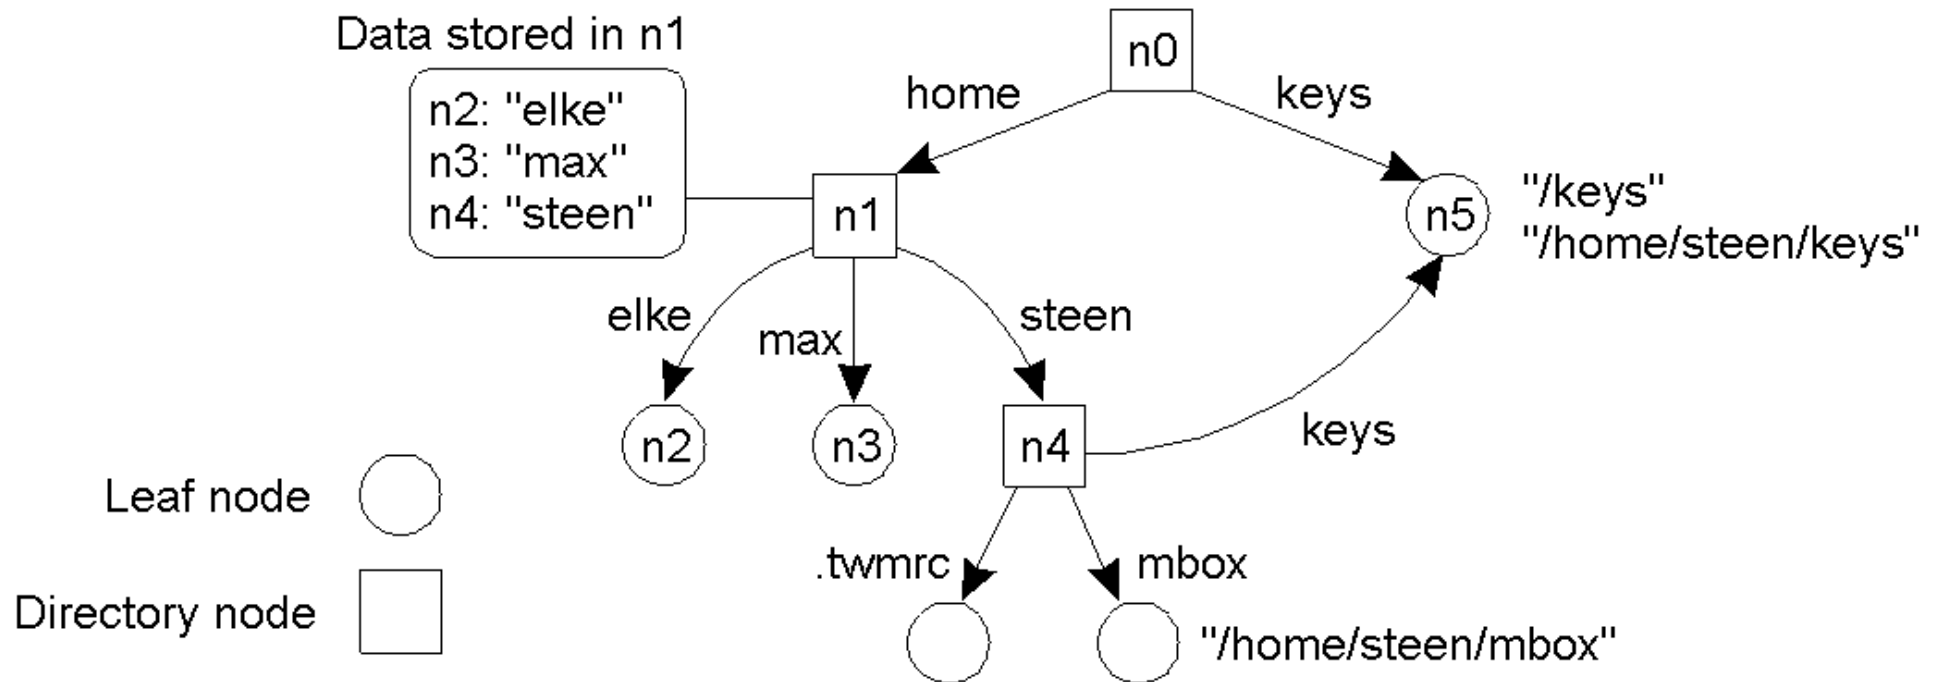 Data stored in n1
n2: "elke"
n3: "max"
n4: "steen"
n0
home
keys
n1
n5
"/keys"
"/home/steen/keys"
elke
max
steen
n2
n3
n4
keys
Leaf node
.twmrc
mbox
Directory node
"/home/steen/mbox"